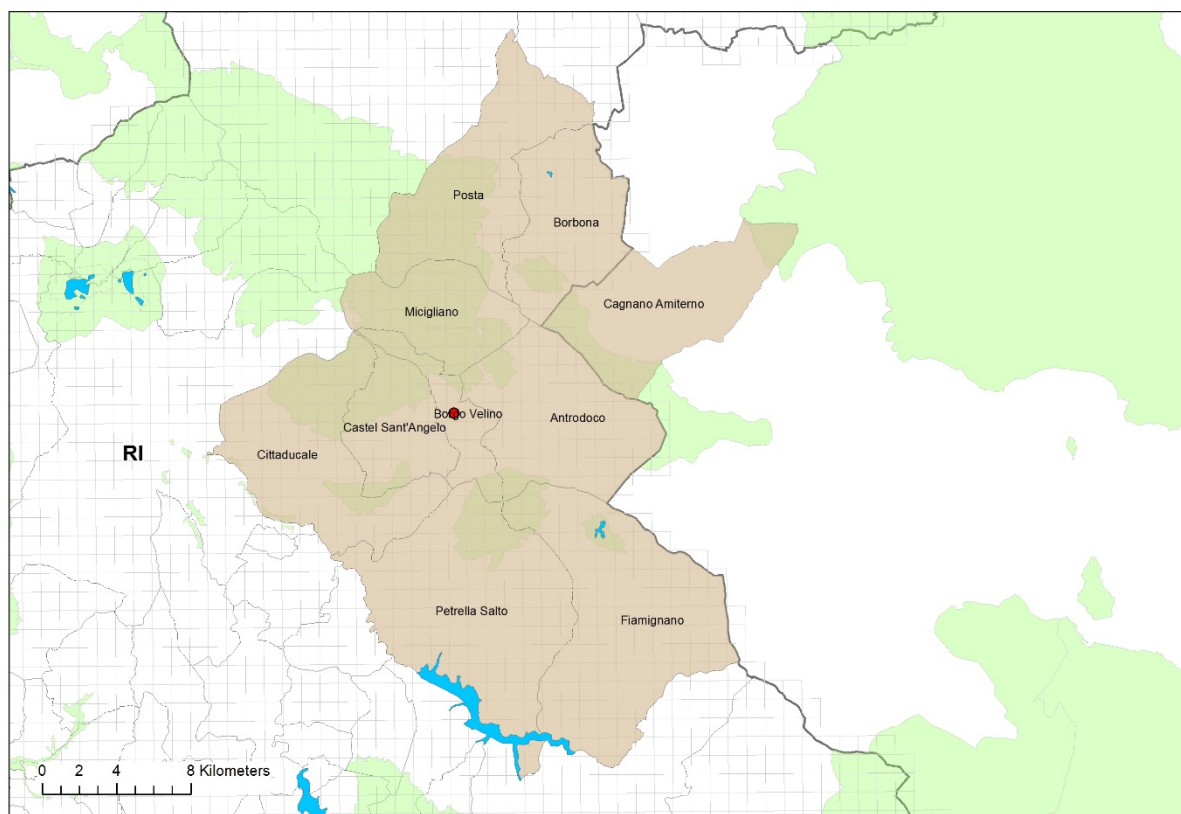 Posta
Borbona
Cagnano Amiterno
Micigliano
Borgo Velino
Antrodoco
Castel Sant'Angelo
Cittaducale
RI
Petrella Salto
Fiamignano
0 2 4 8 Kilometers